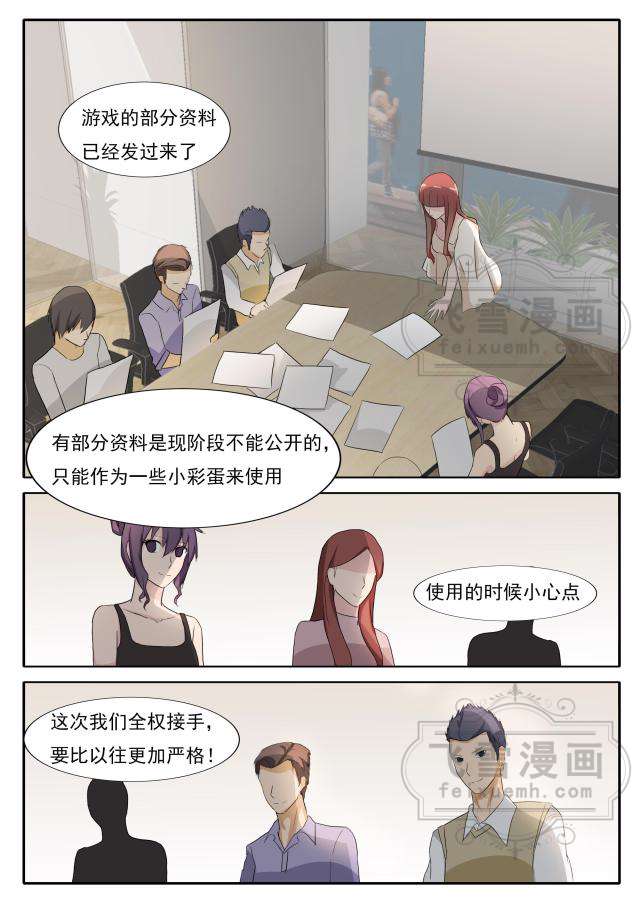 游戏的部分资料
已经发过来了
飞雪漫画
feixuemh.com
有部分资料是现阶段不能公开的，
只能作为一些小彩蛋来使用
使用的时候小心点
这次我们全权接手，
要比以往更加严格！
飞雪漫画
feixuemh.com